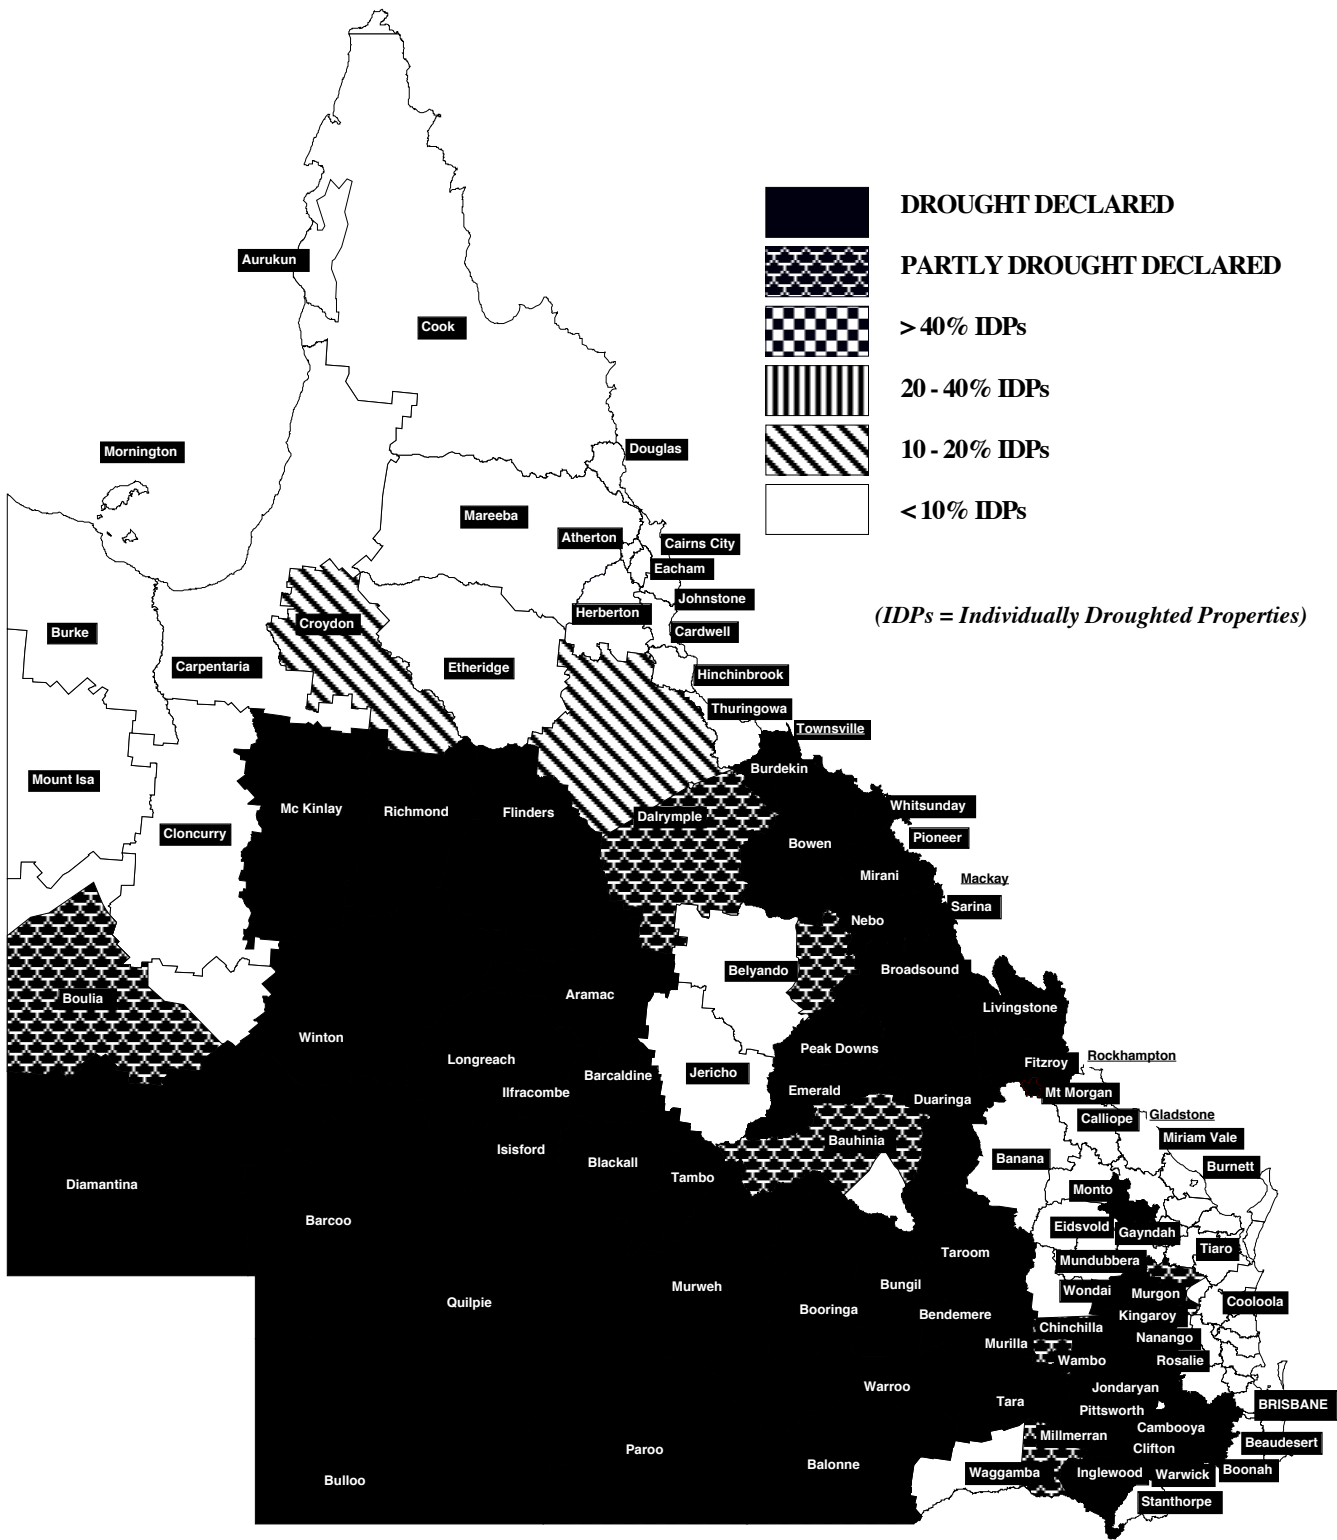 DROUGHT DECLARED
PARTLY DROUGHT DECLARED
Aurukun
Cook
> 40% IDPs
20 - 40% IDPs
Mornington
Douglas
10 - 20% IDPs
Mareeba
Atherton
Cairns City
< 10% IDPs
Eacham
Johnstone
Herberton
(IDPs = Individually Droughted Properties)
Burke
Croydon
Cardwell
Carpentaria
Etheridge
Hinchinbrook
Thuringowa
Townsville
Mount Isa
Burdekin
Mc Kinlay
Richmond
Flinders
Dalrymple
Whitsunday
Cloncurry
Bowen
Pioneer
Mirani
Mackay
Sarina
Nebo
Belyando
Broadsound
Boulia
Aramac
Livingstone
Winton
Longreach
Peak Downs
Rockhampton
Fitzroy
Jericho
Barcaldine
Ilfracombe
Emerald
Duaringa
Mt Morgan
Calliope
Gladstone
Miriam Vale
Isisford
Blackall
Bauhinia
Banana
Burnett
Diamantina
Tambo
Monto
Barcoo
Eidsvold
Gayndah
Tiaro
Taroom
Mundubbera
Murweh
Bungil
Wondai
Murgon
Quilpie
Booringa
Bendemere
Cooloola
Kingaroy
Chinchilla
Murilla
Nanango
Wambo
Rosalie
Warroo
Jondaryan
Tara
Pittsworth
BRISBANE
Cambooya
Millmerran
Paroo
Clifton
Beaudesert
Bulloo
Balonne
Waggamba
Inglewood
Warwick
Boonah
Stanthorpe